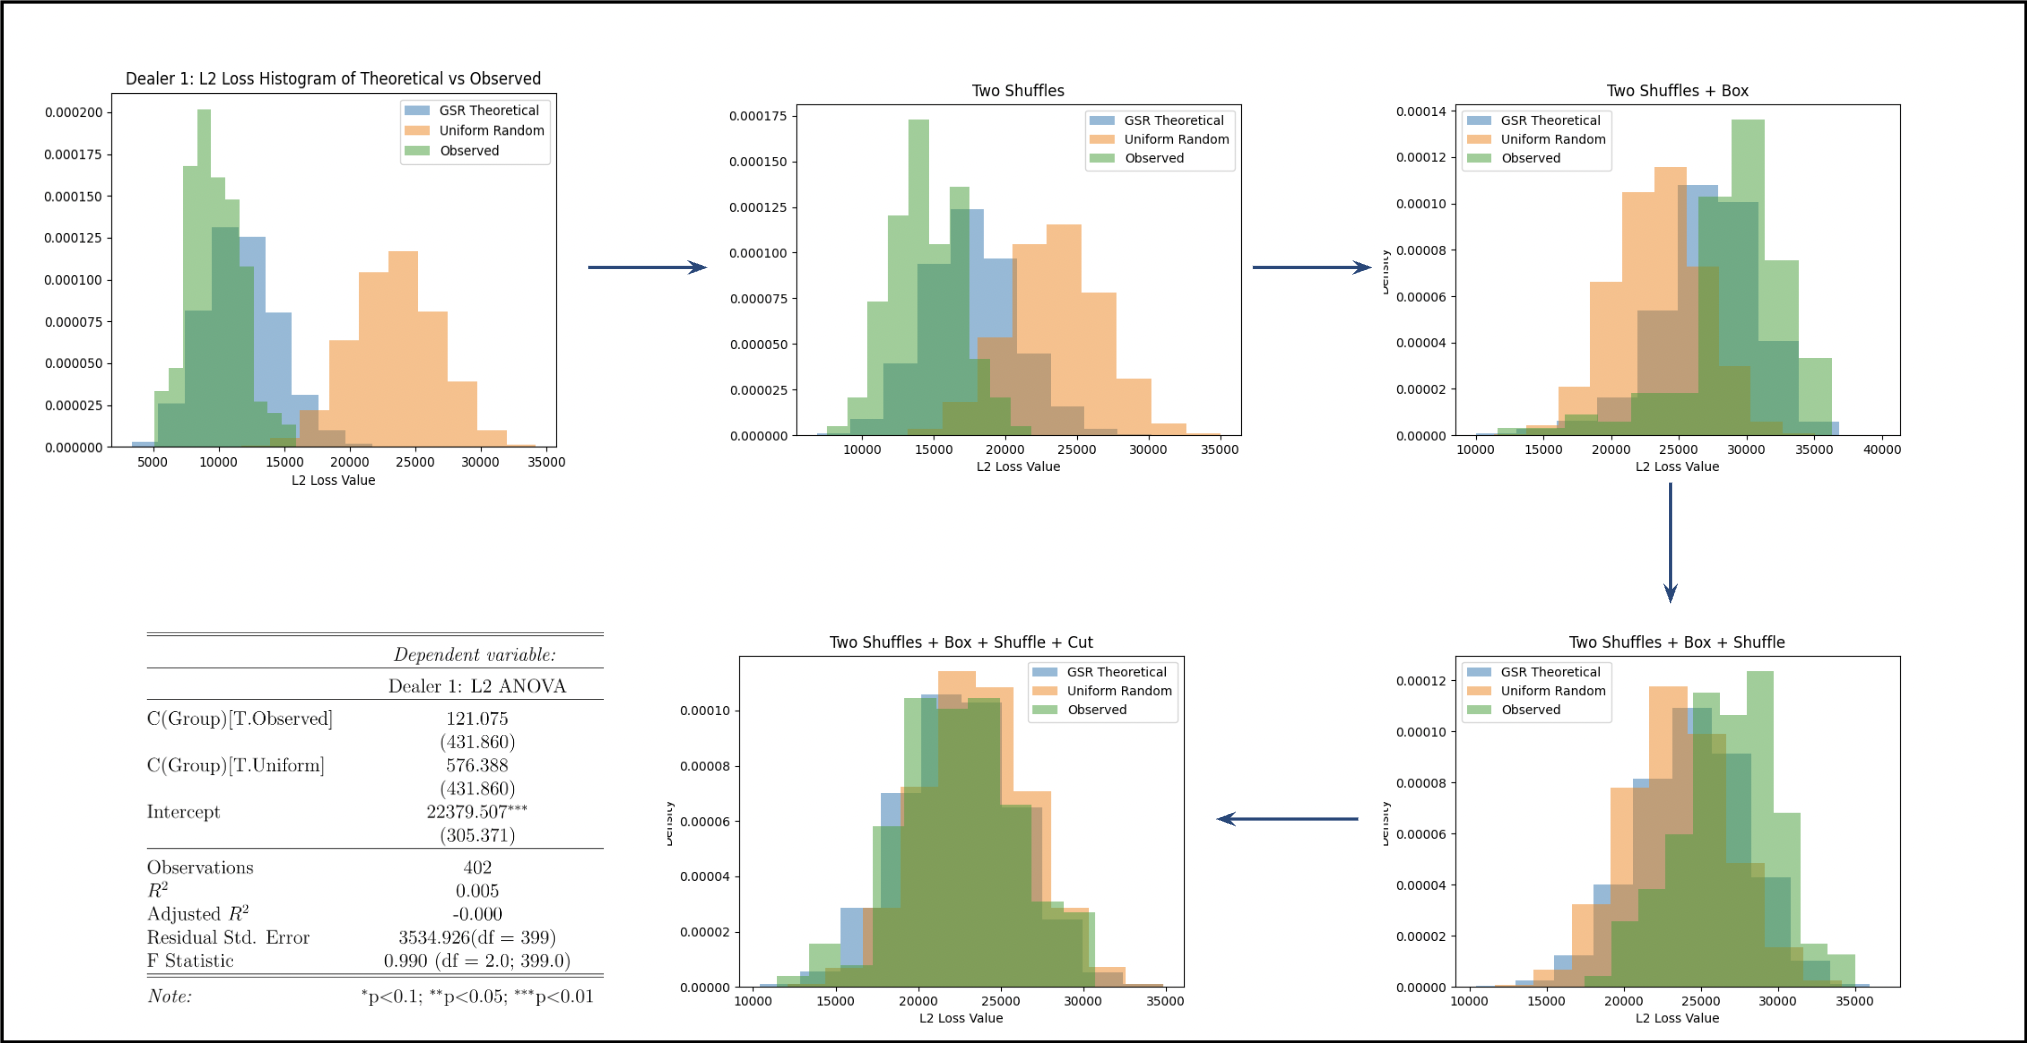 Dealer 1: L2 Loss Histogram of Theoretical vs Observed
GSR Theoretical
Uniform Random
Observed
0.000200
0.000175
0.000150
0.000125
0.000100
0.000075
0.000050
0.000025
0.000000
5000 10000 15000 20000 25000 30000 35000
L2 Loss Value
Two Shuffles
GSR Theoretical
Uniform Random
Observed
0.000175
0.000150
0.000125
0.000100
0.000075
0.000050
0.000025
0.000000
10000 15000 20000 25000 30000 35000
L2 Loss Value
Two Shuffles + Box
GSR Theoretical
Uniform Random
Observed
Density
0.00014
0.00012
0.00010
0.00008
0.00006
0.00004
0.00002
0.00000
10000 15000 20000 25000 30000 35000 40000
L2 Loss Value
Two Shuffles + Box + Shuffle
GSR Theoretical
Uniform Random
Observed
Density
0.00012
0.00010
0.00008
0.00006
0.00004
0.00002
0.00000
10000 15000 20000 25000 30000 35000
L2 Loss Value
Two Shuffles + Box + Shuffle + Cut
GSR Theoretical
Uniform Random
Observed
Density
0.00010
0.00008
0.00006
0.00004
0.00002
0.00000
10000 15000 20000 25000 30000 35000
L2 Loss Value
Dependent variable:
Dealer 1: L2 ANOVA
C(Group)[T.Observed] 121.075
(431.860)
C(Group)[T.Uniform] 576.388
(431.860)
Intercept 22379.507***
(305.371)
Observations 402
R² 0.005
Adjusted R² -0.000
Residual Std. Error 3534.926(df = 399)
F Statistic 0.990 (df = 2.0; 399.0)
Note: *p<0.1; **p<0.05; ***p<0.01